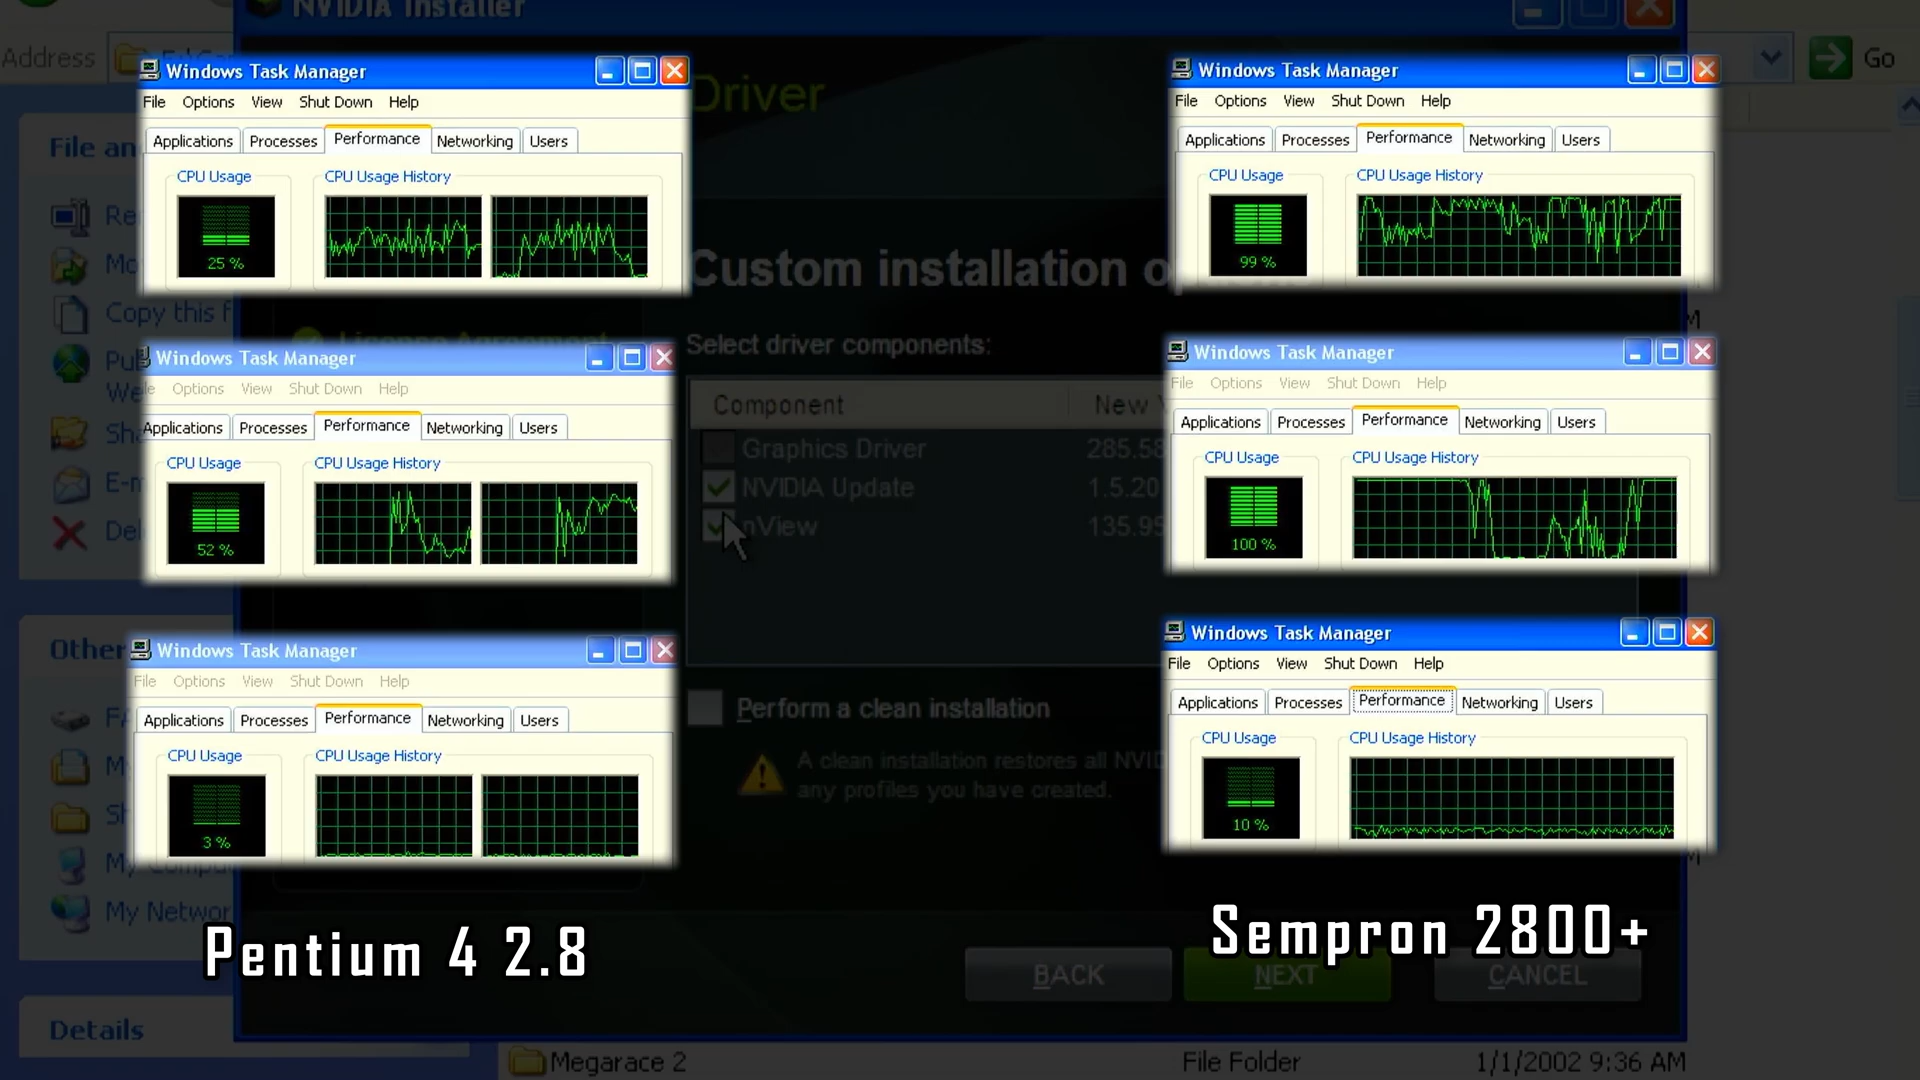 NVIDIA Installer
Address
Go
Windows Task Manager
File Options View Shut Down Help
Applications Processes Performance Networking Users
CPU Usage CPU Usage History
25 %
Windows Task Manager
File Options View Shut Down Help
Applications Processes Performance Networking Users
CPU Usage CPU Usage History
99 %
Driver
File an
Custom installation o
Copy this f
License Agreement
Select driver components:
Windows Task Manager
Options View Shut Down Help
Applications Processes Performance Networking Users
CPU Usage CPU Usage History
52 %
Windows Task Manager
File Options View Shut Down Help
Applications Processes Performance Networking Users
CPU Usage CPU Usage History
100 %
Component New V
Graphics Driver 285.58
NVIDIA Update 1.5.20
nView 135.95
Other
Windows Task Manager
File Options View Shut Down Help
Applications Processes Performance Networking Users
CPU Usage CPU Usage History
3 %
Windows Task Manager
File Options View Shut Down Help
Applications Processes Performance Networking Users
CPU Usage CPU Usage History
10 %
Perform a clean installation
A clean installation restores all NVID
any profiles you have created.
My Networ
Pentium 4 2.8
Sempron 2800+
BACK NEXT CANCEL
Details
Megarace 2 File Folder 1/1/2002 9:36 AM